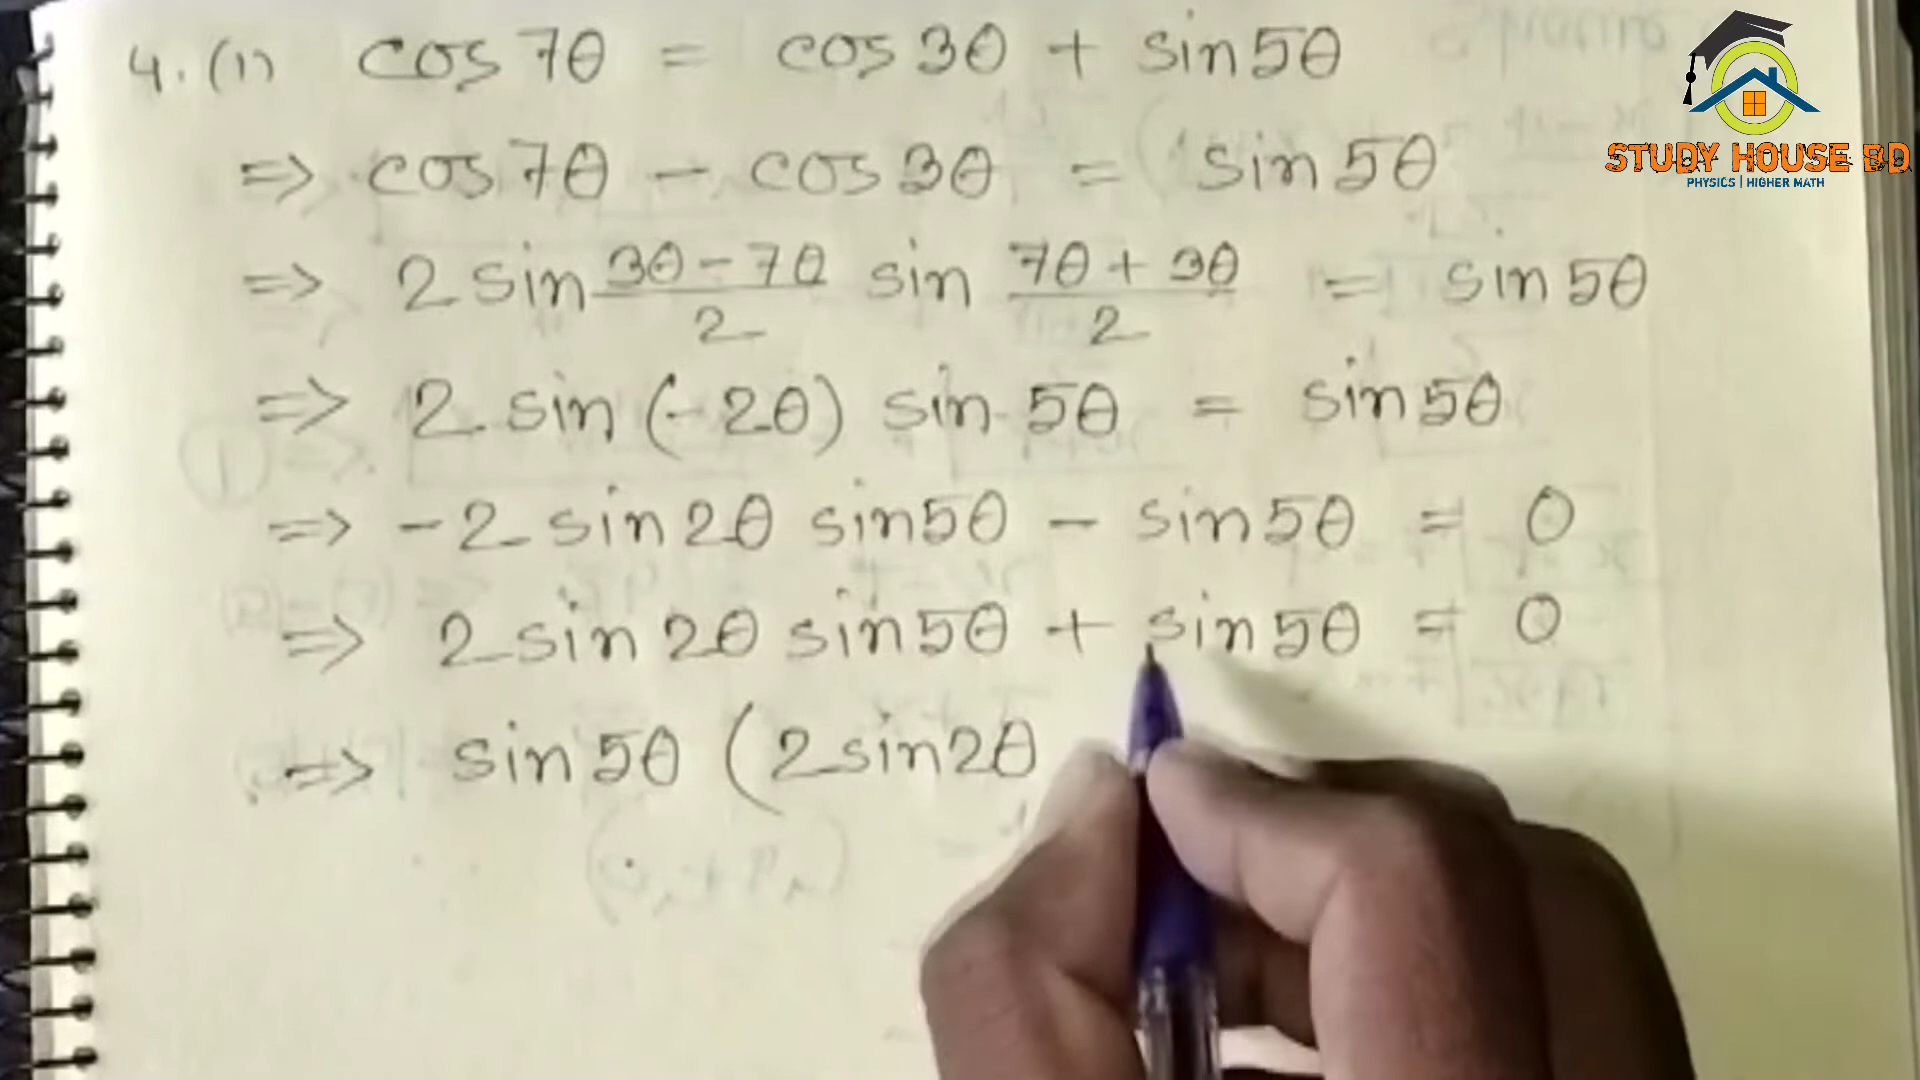 4. (1) cos 7θ = cos 3θ + sin 5θ
⇒ cos 7θ − cos 3θ = sin 5θ
⇒ 2 sin (3θ − 7θ)/2 sin (7θ + 3θ)/2 = sin 5θ
⇒ 2 sin (−2θ) sin 5θ = sin 5θ
⇒ −2 sin 2θ sin 5θ − sin 5θ = 0
⇒ 2 sin 2θ sin 5θ + sin 5θ = 0
⇒ sin 5θ (2 sin 2θ
STUDY HOUSE BD
PHYSICS | HIGHER MATH